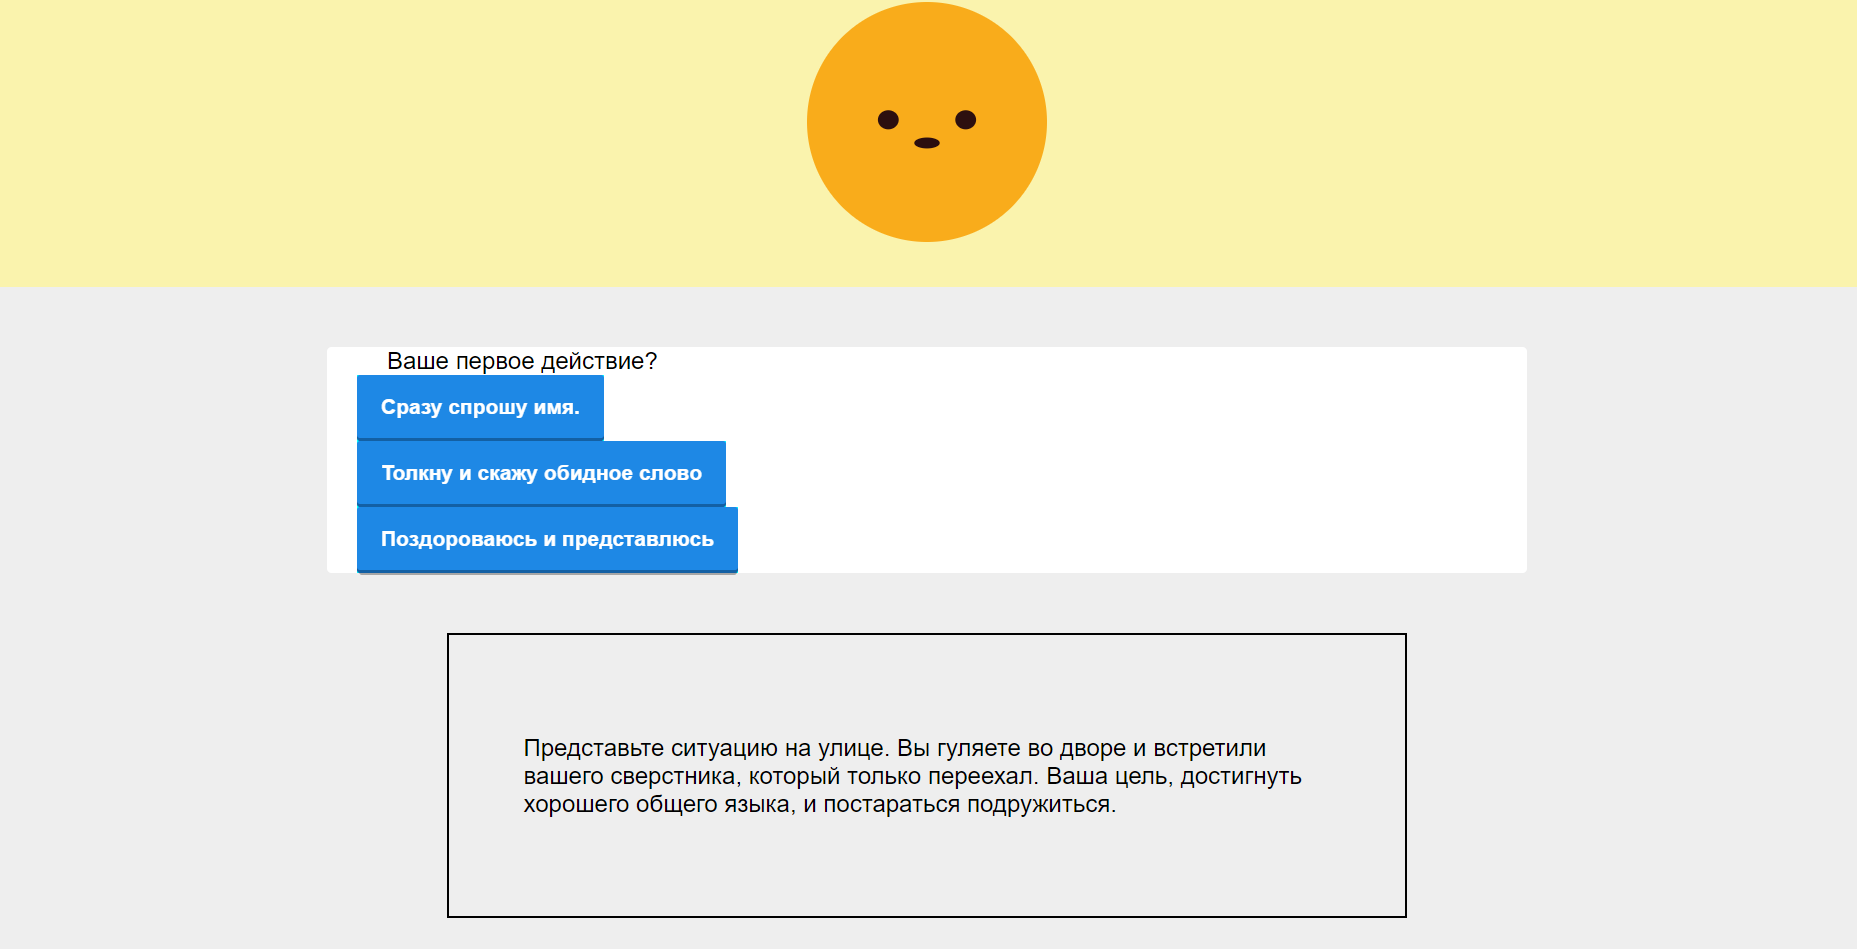 Ваше первое действие?
Сразу спрошу имя.
Толкну и скажу обидное слово
Поздороваюсь и представлюсь
Представьте ситуацию на улице. Вы гуляете во дворе и встретили
вашего сверстника, который только переехал. Ваша цель, достигнуть
хорошего общего языка, и постараться подружиться.